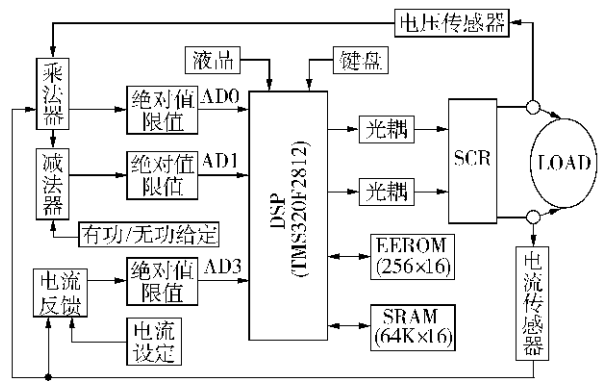 电压传感器
液晶
键盘
乘法器
绝对值
限值
AD0
光耦
SCR
LOAD
减法器
绝对值
限值
AD1
DSP
(TMS320F2812)
光耦
有功/无功给定
EEROM
(256×16)
电流
反馈
绝对值
限值
AD3
电流传感器
SRAM
(64K×16)
电流
设定